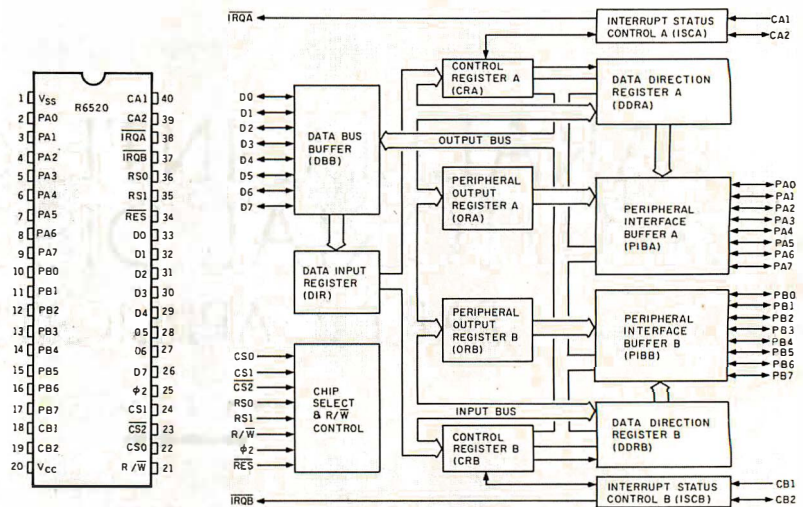 R6520
1 VSS
2 PA0
3 PA1
4 PA2
5 PA3
6 PA4
7 PA5
8 PA6
9 PA7
10 PB0
11 PB1
12 PB2
13 PB3
14 PB4
15 PB5
16 PB6
17 PB7
18 CB1
19 CB2
20 VCC
CA1 40
CA2 39
IRQA 38
IRQB 37
RS0 36
RS1 35
RES 34
D0 33
D1 32
D2 31
D3 30
D4 29
D5 28
D6 27
D7 26
ϕ2 25
CS1 24
CS2 23
CS0 22
R/W 21
IRQA
INTERRUPT STATUS
CONTROL A (ISCA)
CA1
CA2
CONTROL
REGISTER A
(CRA)
DATA DIRECTION
REGISTER A
(DDRA)
D0
D1
D2
D3
D4
D5
D6
D7
DATA BUS
BUFFER
(DBB)
OUTPUT BUS
PERIPHERAL
OUTPUT
REGISTER A
(ORA)
PERIPHERAL
INTERFACE
BUFFER A
(PIBA)
PA0
PA1
PA2
PA3
PA4
PA5
PA6
PA7
DATA INPUT
REGISTER
(DIR)
PERIPHERAL
OUTPUT
REGISTER B
(ORB)
PERIPHERAL
INTERFACE
BUFFER B
(PIBB)
PB0
PB1
PB2
PB3
PB4
PB5
PB6
PB7
CS0
CS1
CS2
RS0
RS1
R/W
ϕ2
RES
CHIP
SELECT
& R/W
CONTROL
INPUT BUS
CONTROL
REGISTER B
(CRB
DATA DIRECTION
REGISTER B
(DDRB)
IRQB
INTERRUPT STATUS
CONTROL B (ISCB)
CB1
CB2